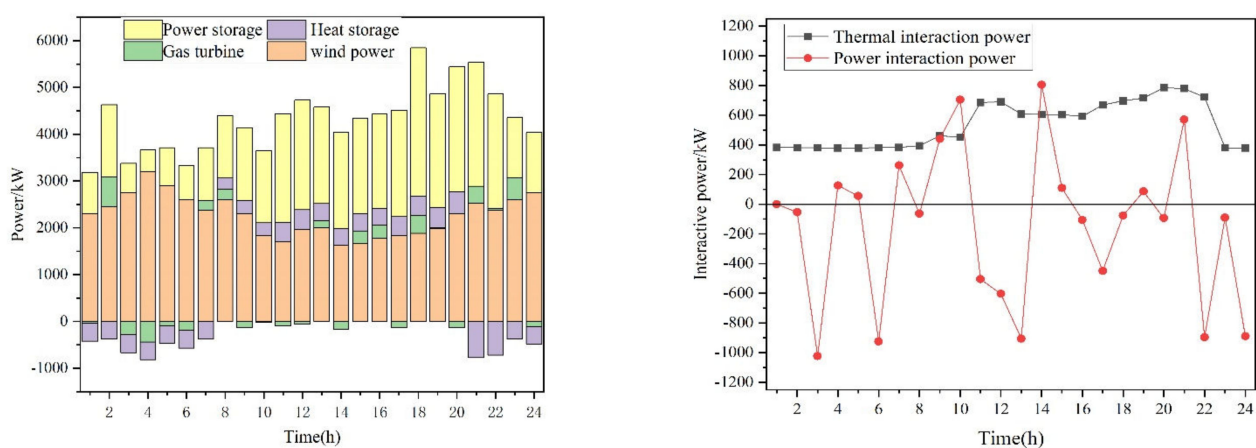 Power storage Heat storage
Gas turbine wind power
6000
5000
4000
3000
2000
1000
0
-1000
Power/kW
2 4 6 8 10 12 14 16 18 20 22 24
Time(h)
Thermal interaction power
Power interaction power
1200
1000
800
600
400
200
0
-200
-400
-600
-800
-1000
-1200
Interactive power/kW
2 4 6 8 10 12 14 16 18 20 22 24
Time(h)